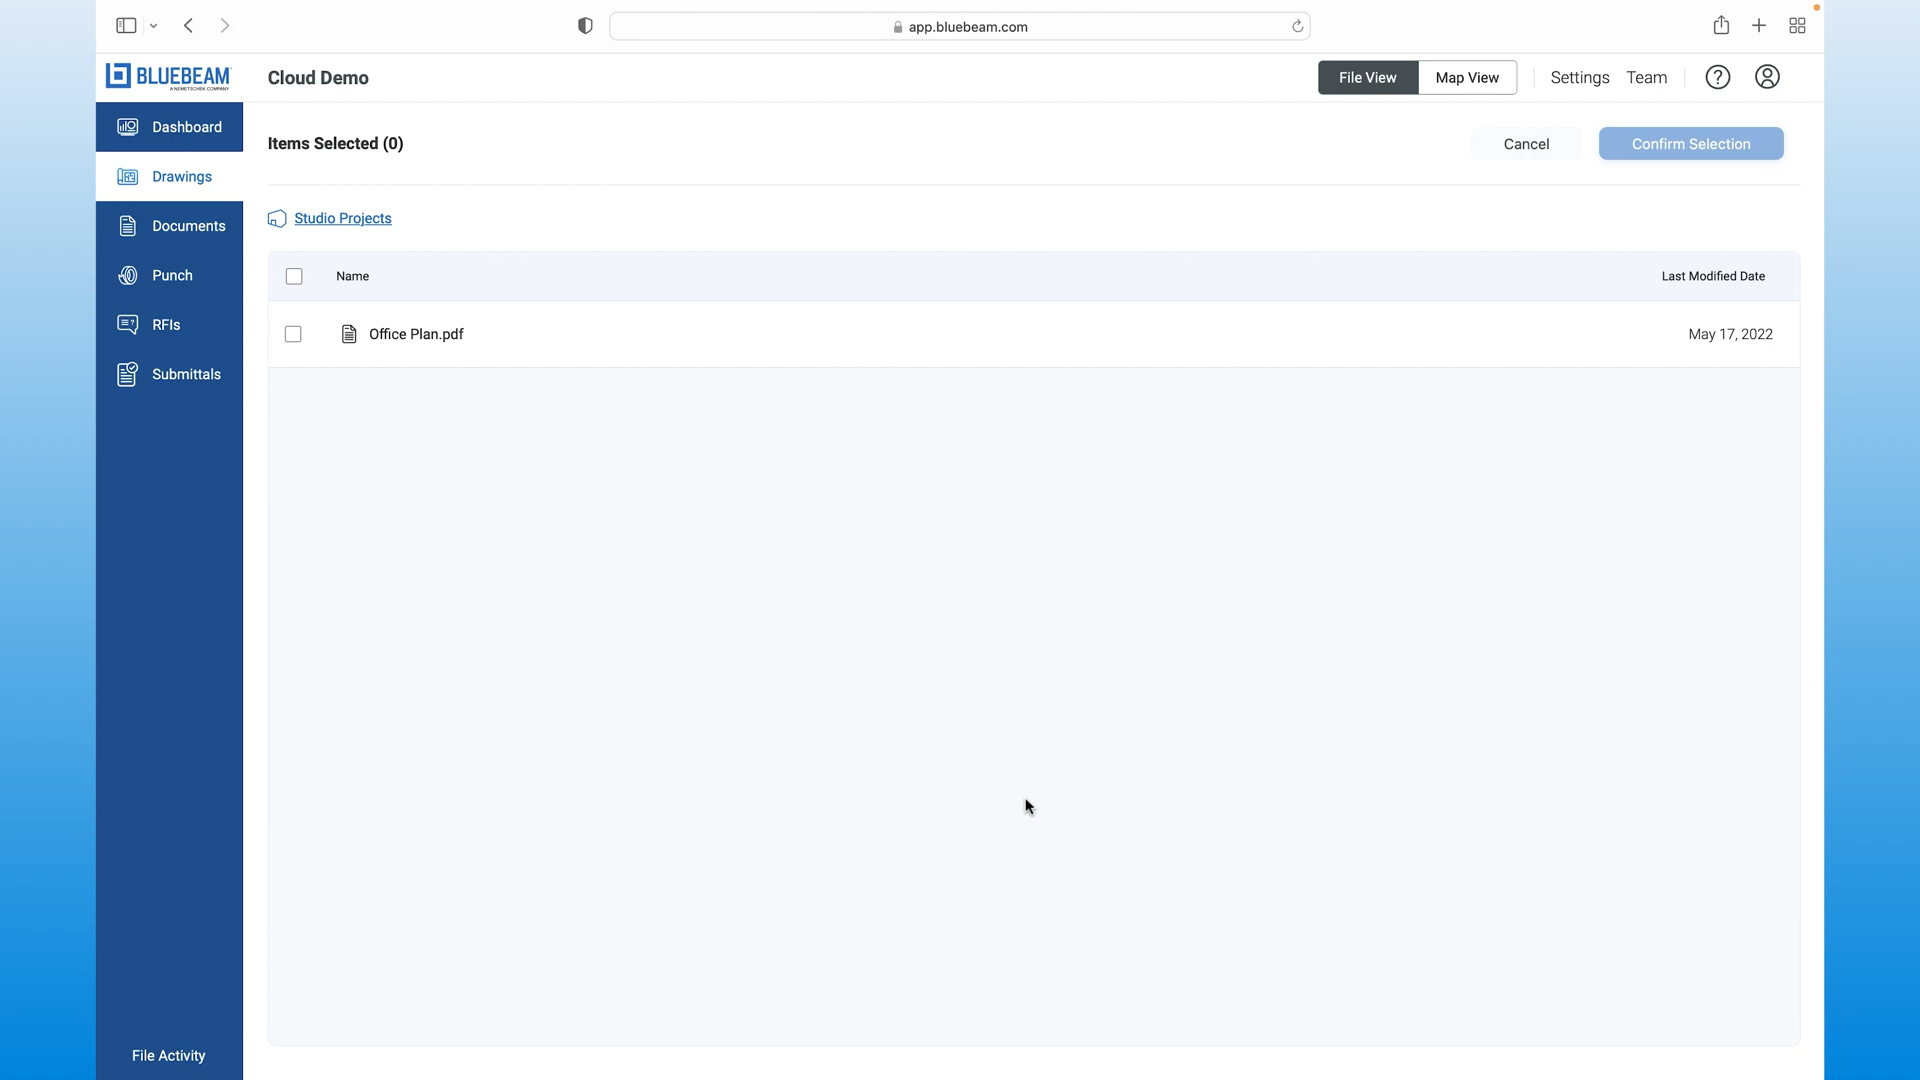 app.bluebeam.com
BLUEBEAM
A NEMETSCHEK COMPANY
Cloud Demo
File View
Map View
Settings
Team
?
Dashboard
Drawings
Documents
Punch
RFIs
Submittals
File Activity
Items Selected (0)
Cancel
Confirm Selection
Studio Projects
Name
Last Modified Date
Office Plan.pdf
May 17, 2022